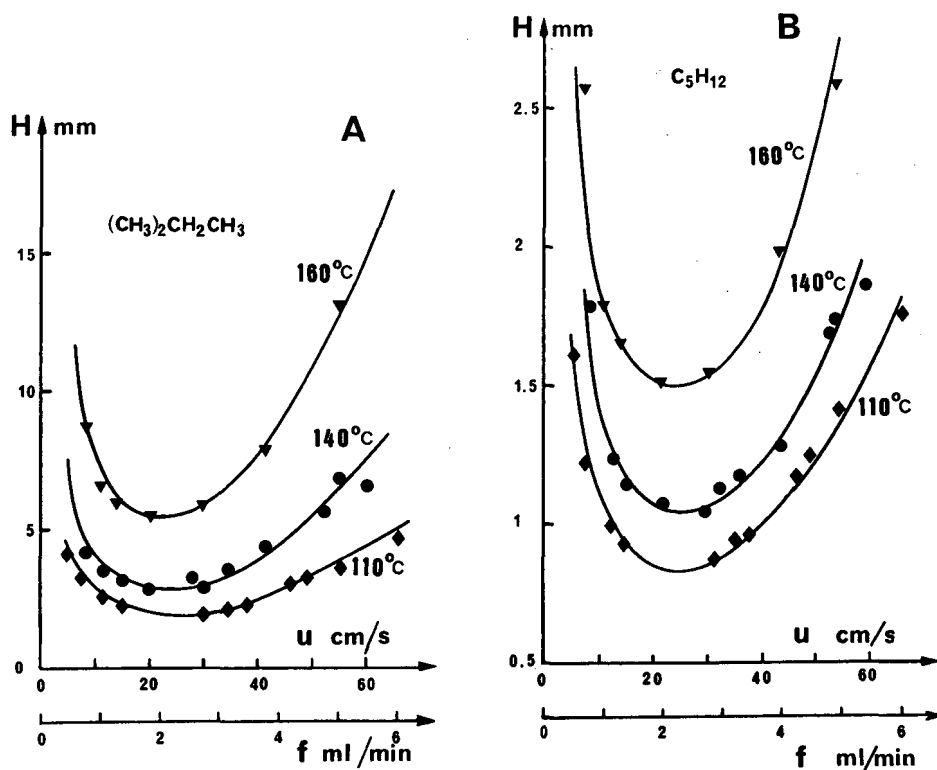 H mm
A
(CH3)2CH2CH3
15
160°C
10
140°C
5
110°C
u cm/s
0
0 20 40 60
0 2 4 6
f ml/min
H mm
B
C5H12
2.5
160°C
2
140°C
1.5
110°C
1
u cm/s
0.5
0 20 40 60
0 2 4 6
f ml/min